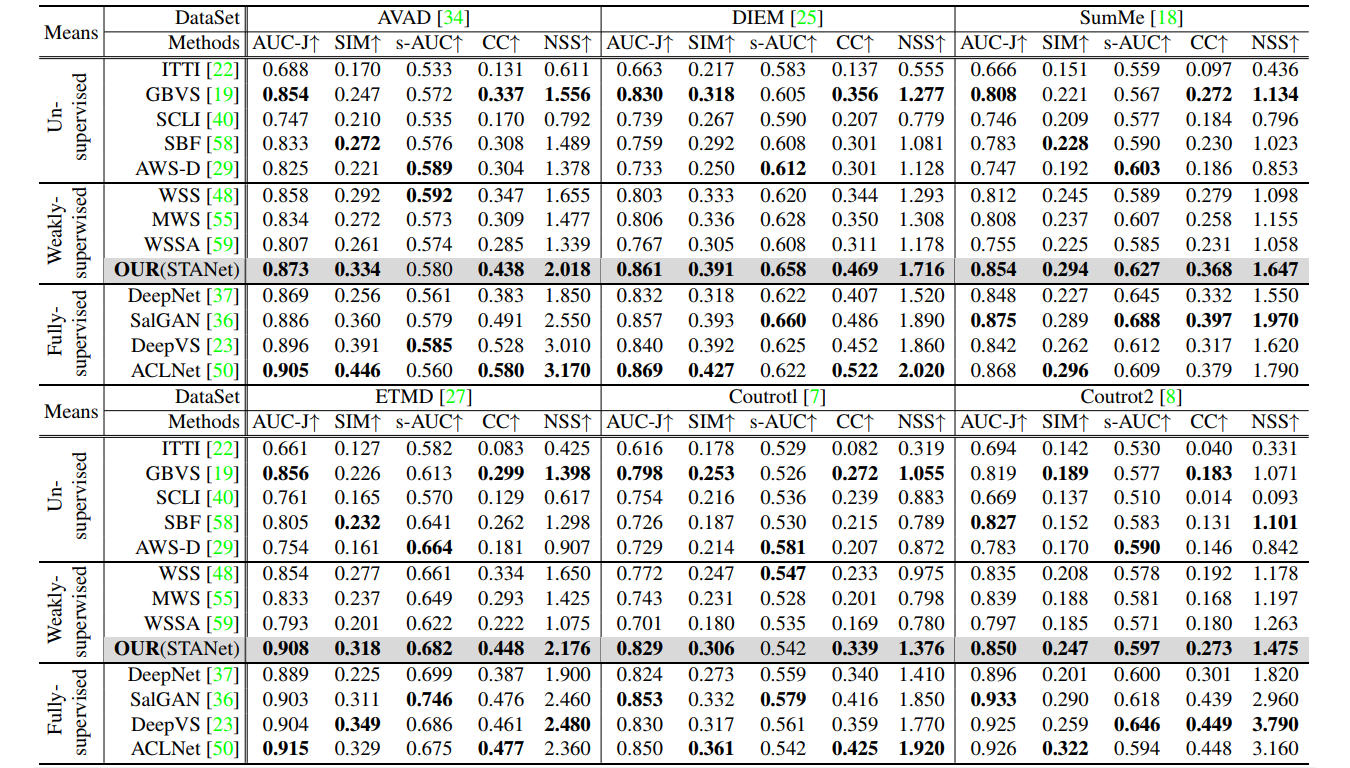 Means DataSet AVAD [34] DIEM [25] SumMe [18]
Methods AUC-J↑ SIM↑ s-AUC↑ CC↑ NSS↑ AUC-J↑ SIM↑ s-AUC↑ CC↑ NSS↑ AUC-J↑ SIM↑ s-AUC↑ CC↑ NSS↑
Un-
supervised
ITTI [22] 0.688 0.170 0.533 0.131 0.611 0.663 0.217 0.583 0.137 0.555 0.666 0.151 0.559 0.097 0.436
GBVS [19] 0.854 0.247 0.572 0.337 1.556 0.830 0.318 0.605 0.356 1.277 0.808 0.221 0.567 0.272 1.134
SCLI [40] 0.747 0.210 0.535 0.170 0.792 0.739 0.267 0.590 0.207 0.779 0.746 0.209 0.577 0.184 0.796
SBF [58] 0.833 0.272 0.576 0.308 1.489 0.759 0.292 0.608 0.301 1.081 0.783 0.228 0.590 0.230 1.023
AWS-D [29] 0.825 0.221 0.589 0.304 1.378 0.733 0.250 0.612 0.301 1.128 0.747 0.192 0.603 0.186 0.853
Weakly-
superwised
WSS [48] 0.858 0.292 0.592 0.347 1.655 0.803 0.333 0.620 0.344 1.293 0.812 0.245 0.589 0.279 1.098
MWS [55] 0.834 0.272 0.573 0.309 1.477 0.806 0.336 0.628 0.350 1.308 0.808 0.237 0.607 0.258 1.155
WSSA [59] 0.807 0.261 0.574 0.285 1.339 0.767 0.305 0.608 0.311 1.178 0.755 0.225 0.585 0.231 1.058
OUR(STANet) 0.873 0.334 0.580 0.438 2.018 0.861 0.391 0.658 0.469 1.716 0.854 0.294 0.627 0.368 1.647
Fully-
supervised
DeepNet [37] 0.869 0.256 0.561 0.383 1.850 0.832 0.318 0.622 0.407 1.520 0.848 0.227 0.645 0.332 1.550
SalGAN [36] 0.886 0.360 0.579 0.491 2.550 0.857 0.393 0.660 0.486 1.890 0.875 0.289 0.688 0.397 1.970
DeepVS [23] 0.896 0.391 0.585 0.528 3.010 0.840 0.392 0.625 0.452 1.860 0.842 0.262 0.612 0.317 1.620
ACLNet [50] 0.905 0.446 0.560 0.580 3.170 0.869 0.427 0.622 0.522 2.020 0.868 0.296 0.609 0.379 1.790
Means DataSet ETMD [27] Coutrotl [7] Coutrot2 [8]
Methods AUC-J↑ SIM↑ s-AUC↑ CC↑ NSS↑ AUC-J↑ SIM↑ s-AUC↑ CC↑ NSS↑ AUC-J↑ SIM↑ s-AUC↑ CC↑ NSS↑
Un-
supervised
ITTI [22] 0.661 0.127 0.582 0.083 0.425 0.616 0.178 0.529 0.082 0.319 0.694 0.142 0.530 0.040 0.331
GBVS [19] 0.856 0.226 0.613 0.299 1.398 0.798 0.253 0.526 0.272 1.055 0.819 0.189 0.577 0.183 1.071
SCLI [40] 0.761 0.165 0.570 0.129 0.617 0.754 0.216 0.536 0.239 0.883 0.669 0.137 0.510 0.014 0.093
SBF [58] 0.805 0.232 0.641 0.262 1.298 0.726 0.187 0.530 0.215 0.789 0.827 0.152 0.583 0.131 1.101
AWS-D [29] 0.754 0.161 0.664 0.181 0.907 0.729 0.214 0.581 0.207 0.872 0.783 0.170 0.590 0.146 0.842
Weakly-
superwised
WSS [48] 0.854 0.277 0.661 0.334 1.650 0.772 0.247 0.547 0.233 0.975 0.835 0.208 0.578 0.192 1.178
MWS [55] 0.833 0.237 0.649 0.293 1.425 0.743 0.231 0.528 0.201 0.798 0.839 0.188 0.581 0.168 1.197
WSSA [59] 0.793 0.201 0.622 0.222 1.075 0.701 0.180 0.535 0.169 0.780 0.797 0.185 0.571 0.180 1.263
OUR(STANet) 0.908 0.318 0.682 0.448 2.176 0.829 0.306 0.542 0.339 1.376 0.850 0.247 0.597 0.273 1.475
Fully-
supervised
DeepNet [37] 0.889 0.225 0.699 0.387 1.900 0.824 0.273 0.559 0.340 1.410 0.896 0.201 0.600 0.301 1.820
SalGAN [36] 0.903 0.311 0.746 0.476 2.460 0.853 0.332 0.579 0.416 1.850 0.933 0.290 0.618 0.439 2.960
DeepVS [23] 0.904 0.349 0.686 0.461 2.480 0.830 0.317 0.561 0.359 1.770 0.925 0.259 0.646 0.449 3.790
ACLNet [50] 0.915 0.329 0.675 0.477 2.360 0.850 0.361 0.542 0.425 1.920 0.926 0.322 0.594 0.448 3.160